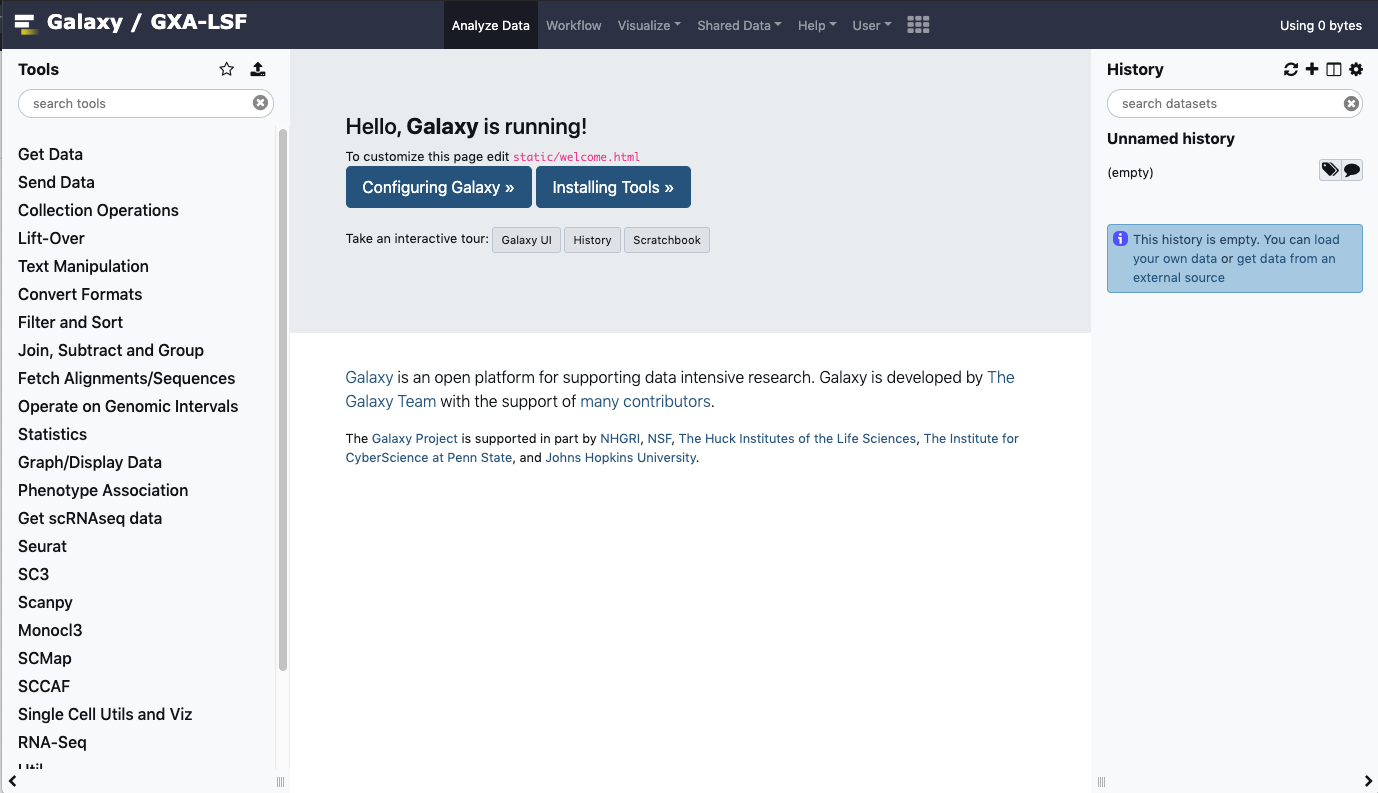 Galaxy / GXA-LSF
Analyze Data
Workflow
Visualize
Shared Data
Help
User
Using 0 bytes
Tools
search tools
Get Data
Send Data
Collection Operations
Lift-Over
Text Manipulation
Convert Formats
Filter and Sort
Join, Subtract and Group
Fetch Alignments/Sequences
Operate on Genomic Intervals
Statistics
Graph/Display Data
Phenotype Association
Get scRNAseq data
Seurat
SC3
Scanpy
Monocl3
SCMap
SCCAF
Single Cell Utils and Viz
RNA-Seq
Util
Hello, Galaxy is running!
To customize this page edit static/welcome.html
Configuring Galaxy »
Installing Tools »
Take an interactive tour: Galaxy UI History Scratchbook
Galaxy is an open platform for supporting data intensive research. Galaxy is developed by The
Galaxy Team with the support of many contributors.
The Galaxy Project is supported in part by NHGRI, NSF, The Huck Institutes of the Life Sciences, The Institute for
CyberScience at Penn State, and Johns Hopkins University.
History
search datasets
Unnamed history
(empty)
This history is empty. You can load
your own data or get data from an
external source